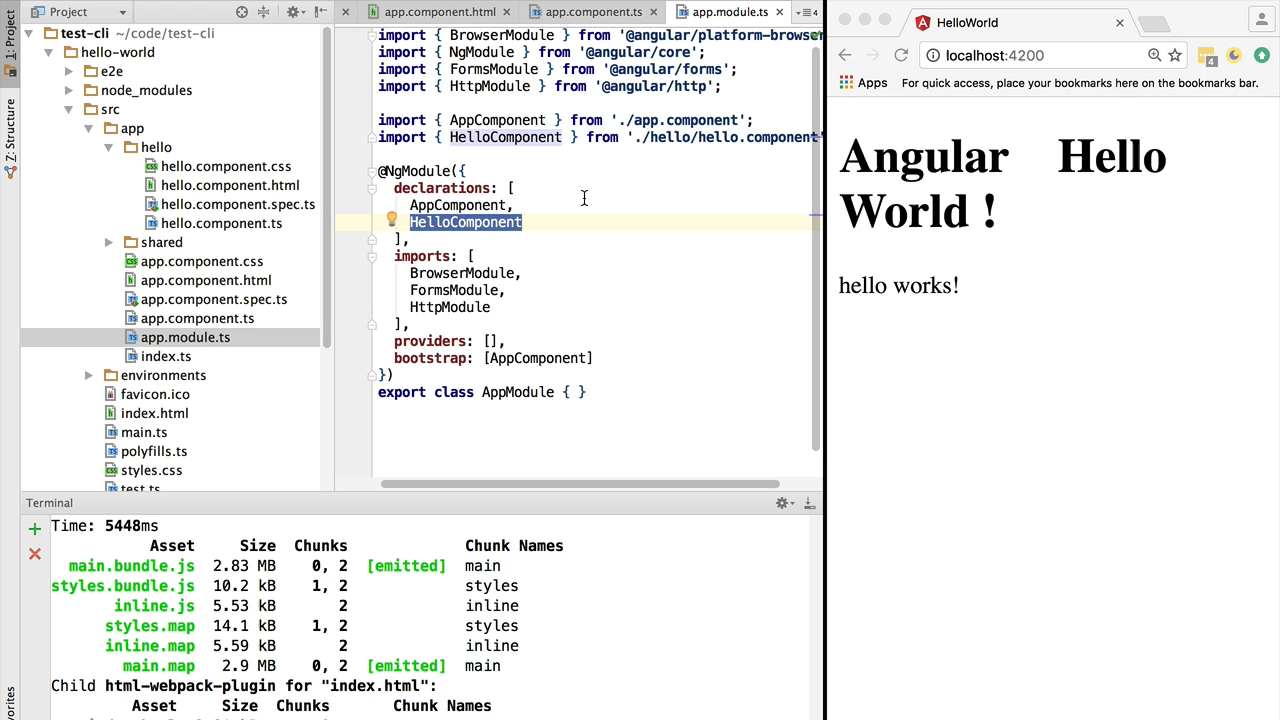 1: Project
Z: Structure
Project
test-cli ~/code/test-cli
hello-world
e2e
node_modules
src
app
hello
hello.component.css
hello.component.html
hello.component.spec.ts
hello.component.ts
shared
app.component.css
app.component.html
app.component.spec.ts
app.component.ts
app.module.ts
index.ts
environments
favicon.ico
index.html
main.ts
polyfills.ts
styles.css
test.ts
app.component.hml
app.component.ts
app.module.ts
4
import { BrowserModule } from '@angular/platform-browser
import { NgModule } from '@angular/core';
import { FormsModule } from '@angular/forms';
import { HttpModule } from '@angular/http';
import { AppComponent } from './app.component';
import { HelloComponent } from './hello/hello.component'
@NgModule({
declarations: [
AppComponent,
HelloComponent
],
imports: [
BrowserModule,
FormsModule,
HttpModule
],
providers: [],
bootstrap: [AppComponent]
})
export class AppModule { }
Terminal
Time: 5448ms
Asset Size Chunks Chunk Names
main.bundle.js 2.83 MB 0, 2 [emitted] main
styles.bundle.js 10.2 kB 1, 2 styles
inline.js 5.53 kB 2 inline
styles.map 14.1 kB 1, 2 styles
inline.map 5.59 kB 2 inline
main.map 2.9 MB 0, 2 [emitted] main
Child html-webpack-plugin for "index.html":
Asset Size Chunks Chunk Names
HelloWorld
localhost:4200
4
Apps For quick access, place your bookmarks here on the bookmarks bar.
Angular Hello
World !
hello works!